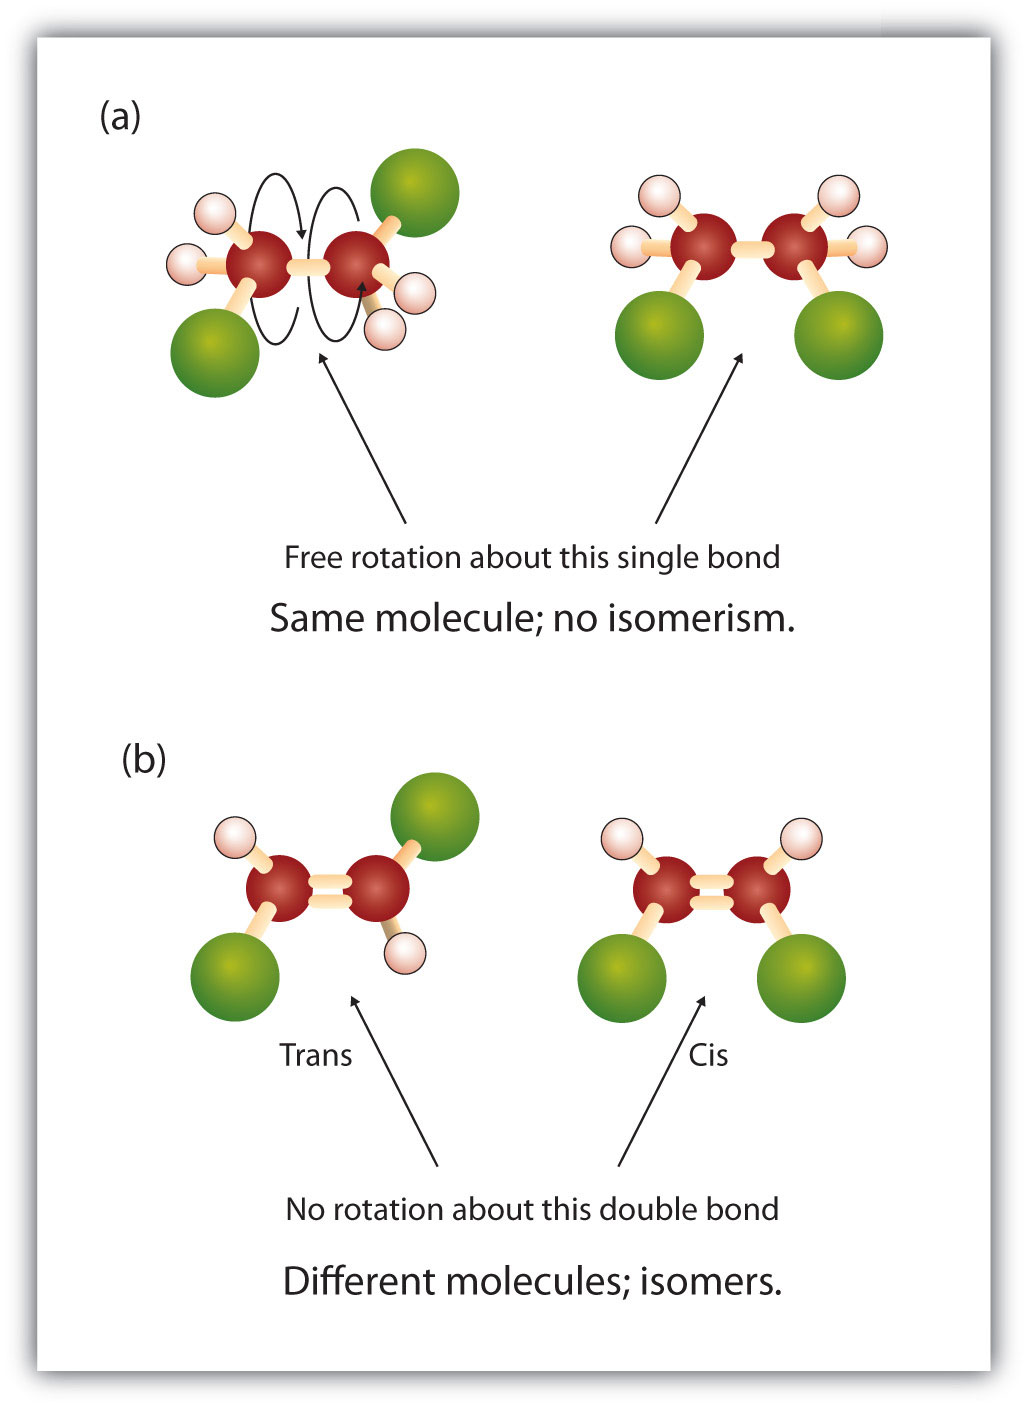 (a)
Free rotation about this single bond
Same molecule; no isomerism.
(b)
Trans
Cis
No rotation about this double bond
Different molecules; isomers.